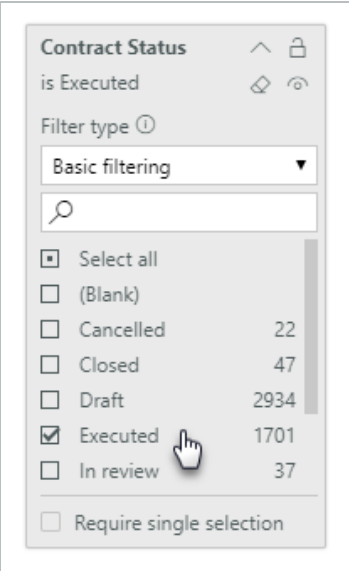 Contract Status
is Executed
Filter type
Basic filtering
Select all
(Blank)
Cancelled 22
Closed 47
Draft 2934
Executed 1701
In review 37
Require single selection